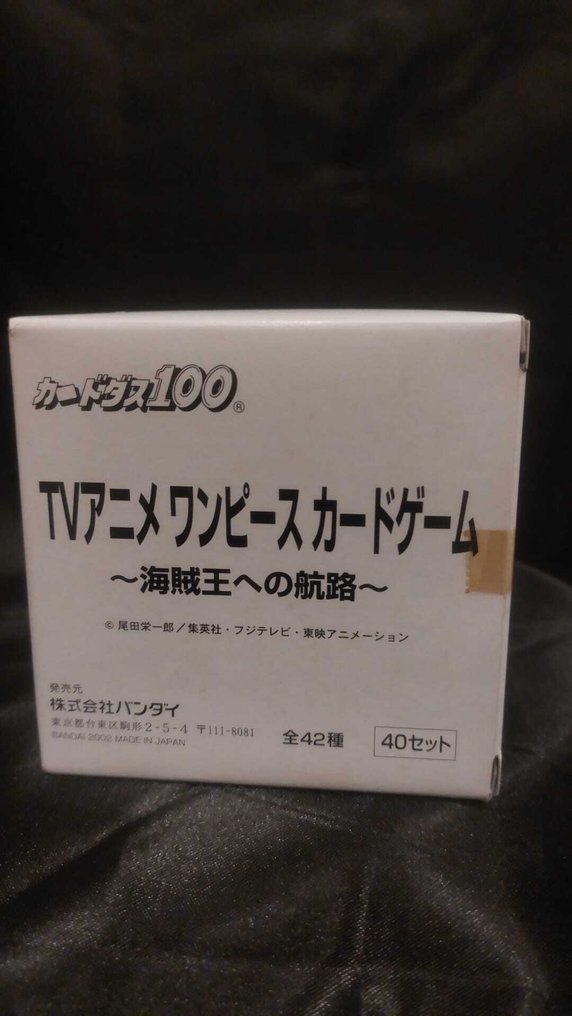 カードダス100®
TVアニメ ワンピース カードゲーム
〜海賊王への航路〜
© 尾田栄一郎／集英社・フジテレビ・東映アニメーション
発売元
株式会社バンダイ
東京都台東区駒形2-5-4 〒111-8081
BANDAI 2002 MADE IN JAPAN
全42種 40セット